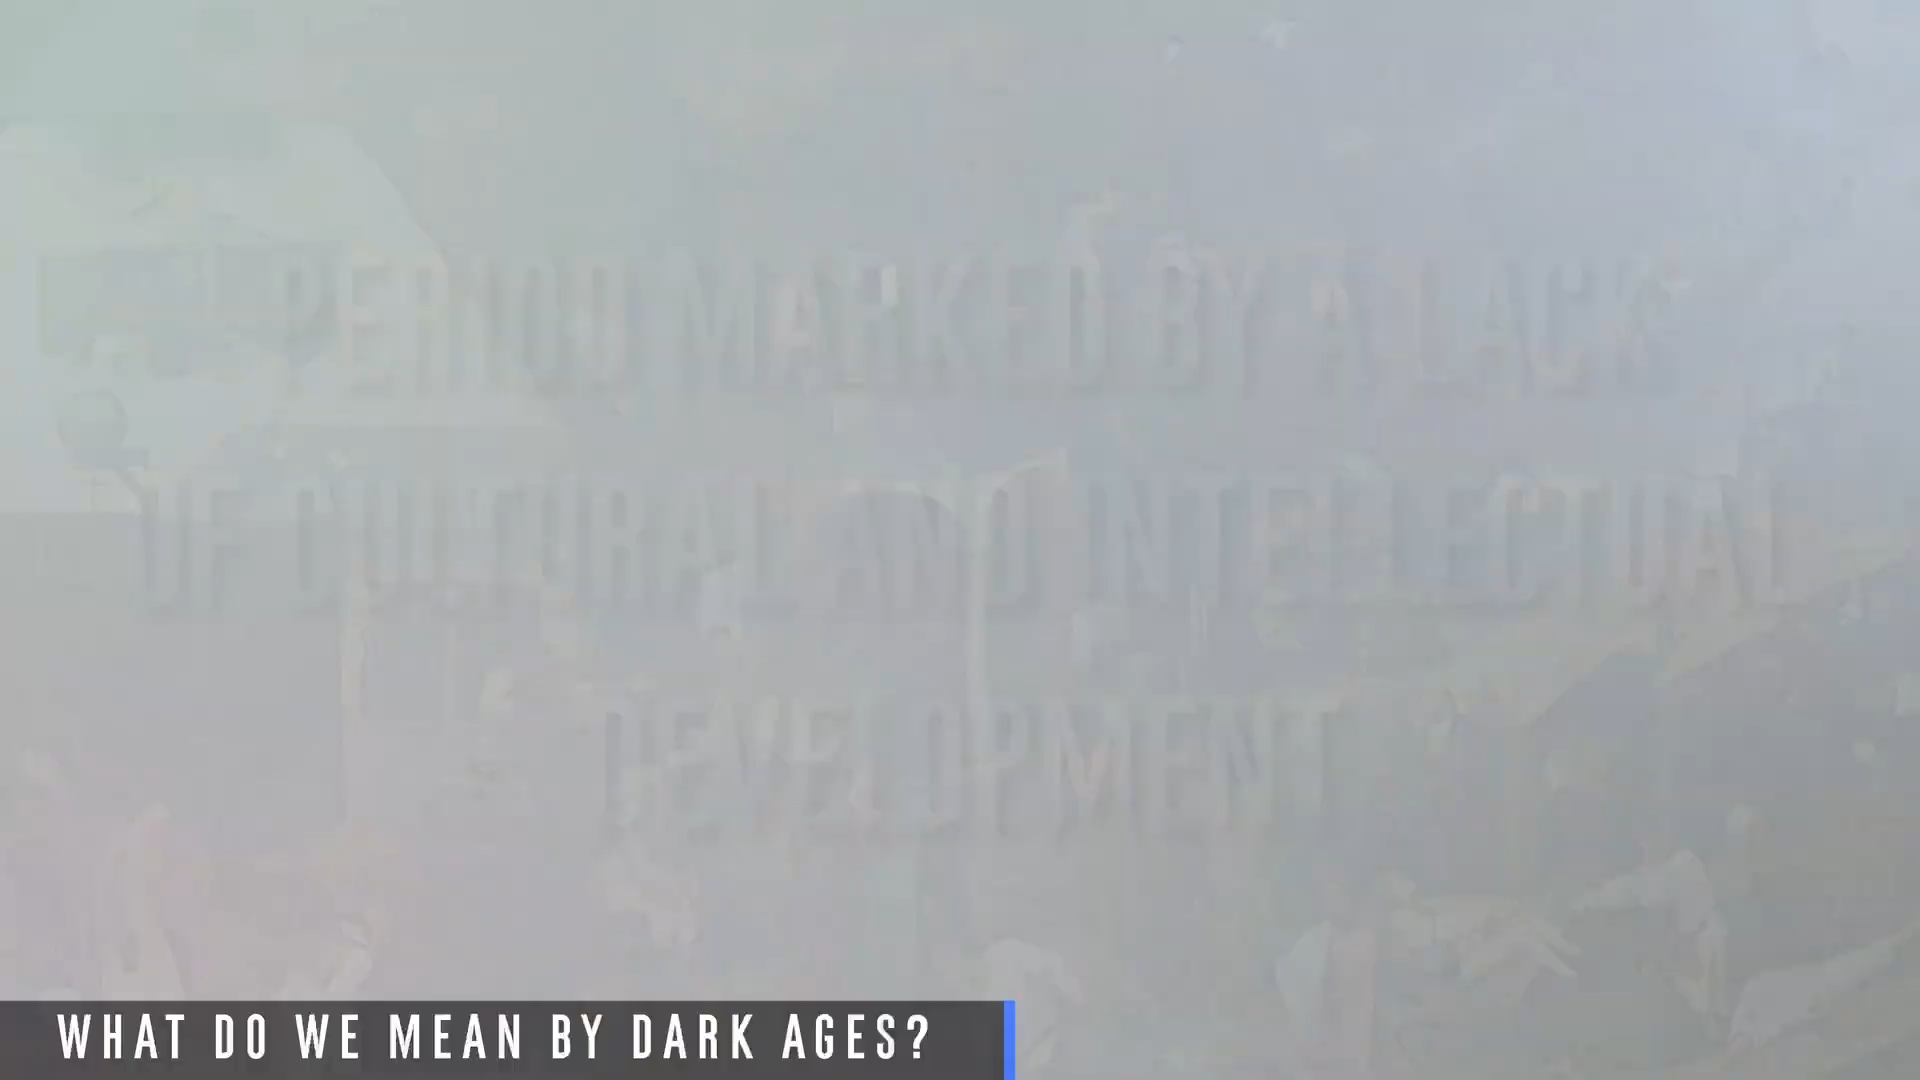 PERIOD MARKED BY A LACK
OF CULTURAL AND INTELLECTUAL
DEVELOPMENT
WHAT DO WE MEAN BY DARK AGES?